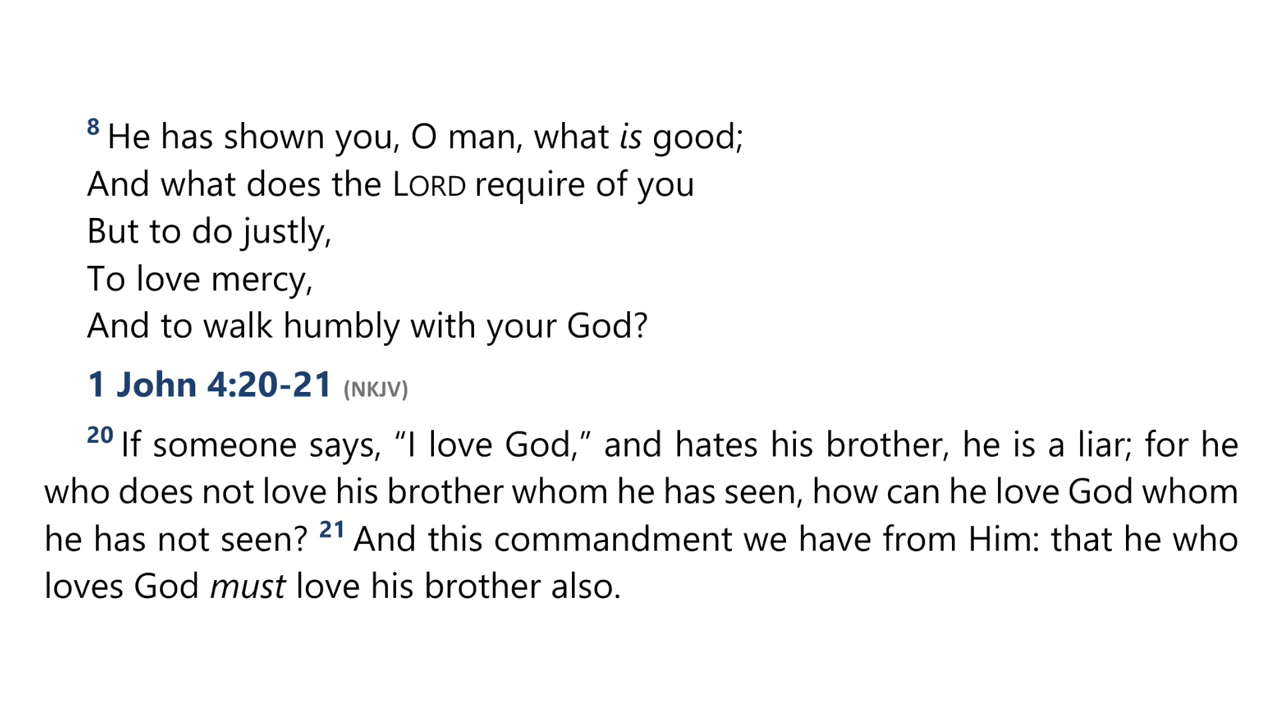 8 He has shown you, O man, what is good;
And what does the LORD require of you
But to do justly,
To love mercy,
And to walk humbly with your God?
1 John 4:20-21 (NKJV)
20 If someone says, “I love God,” and hates his brother, he is a liar; for he
who does not love his brother whom he has seen, how can he love God whom
he has not seen? 21 And this commandment we have from Him: that he who
loves God must love his brother also.